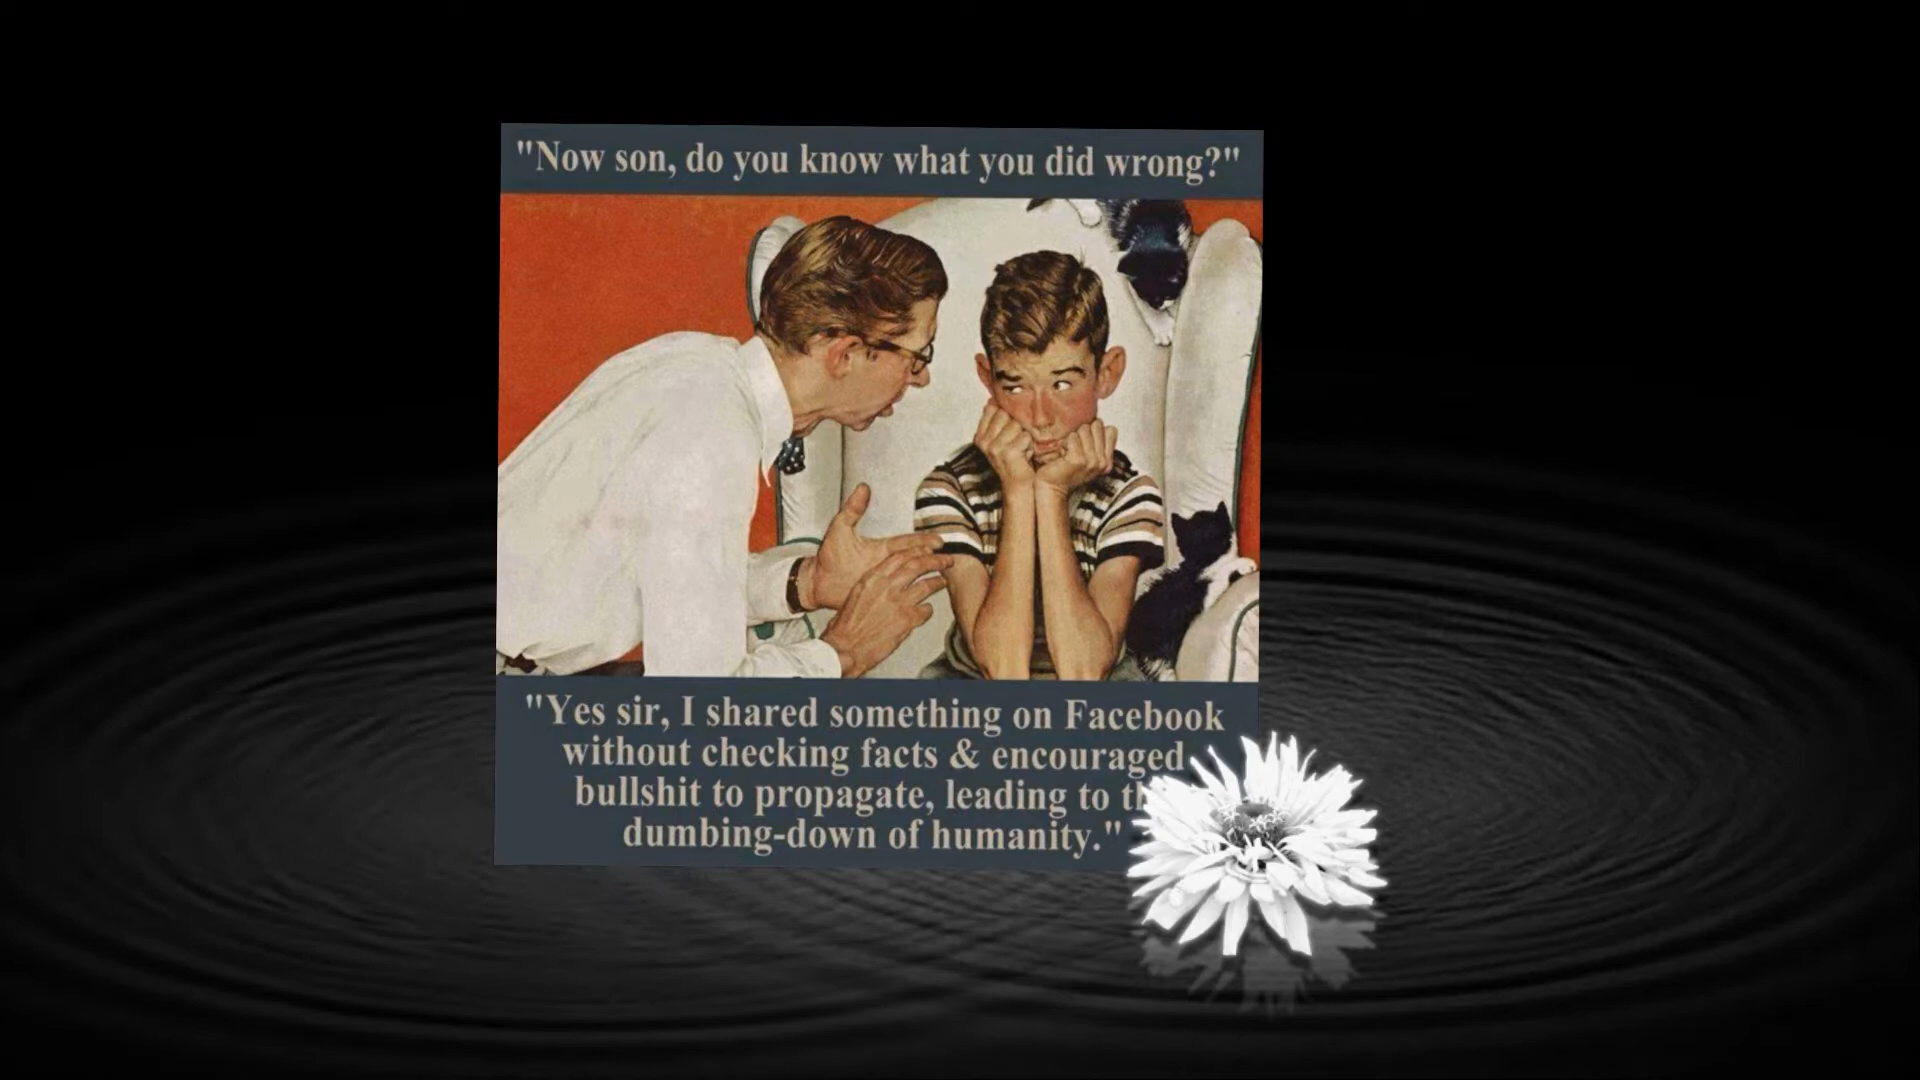 "Now son, do you know what you did wrong?"
"Yes sir, I shared something on Facebook
without checking facts & encouraged
bullshit to propagate, leading to
dumbing-down of humanity."